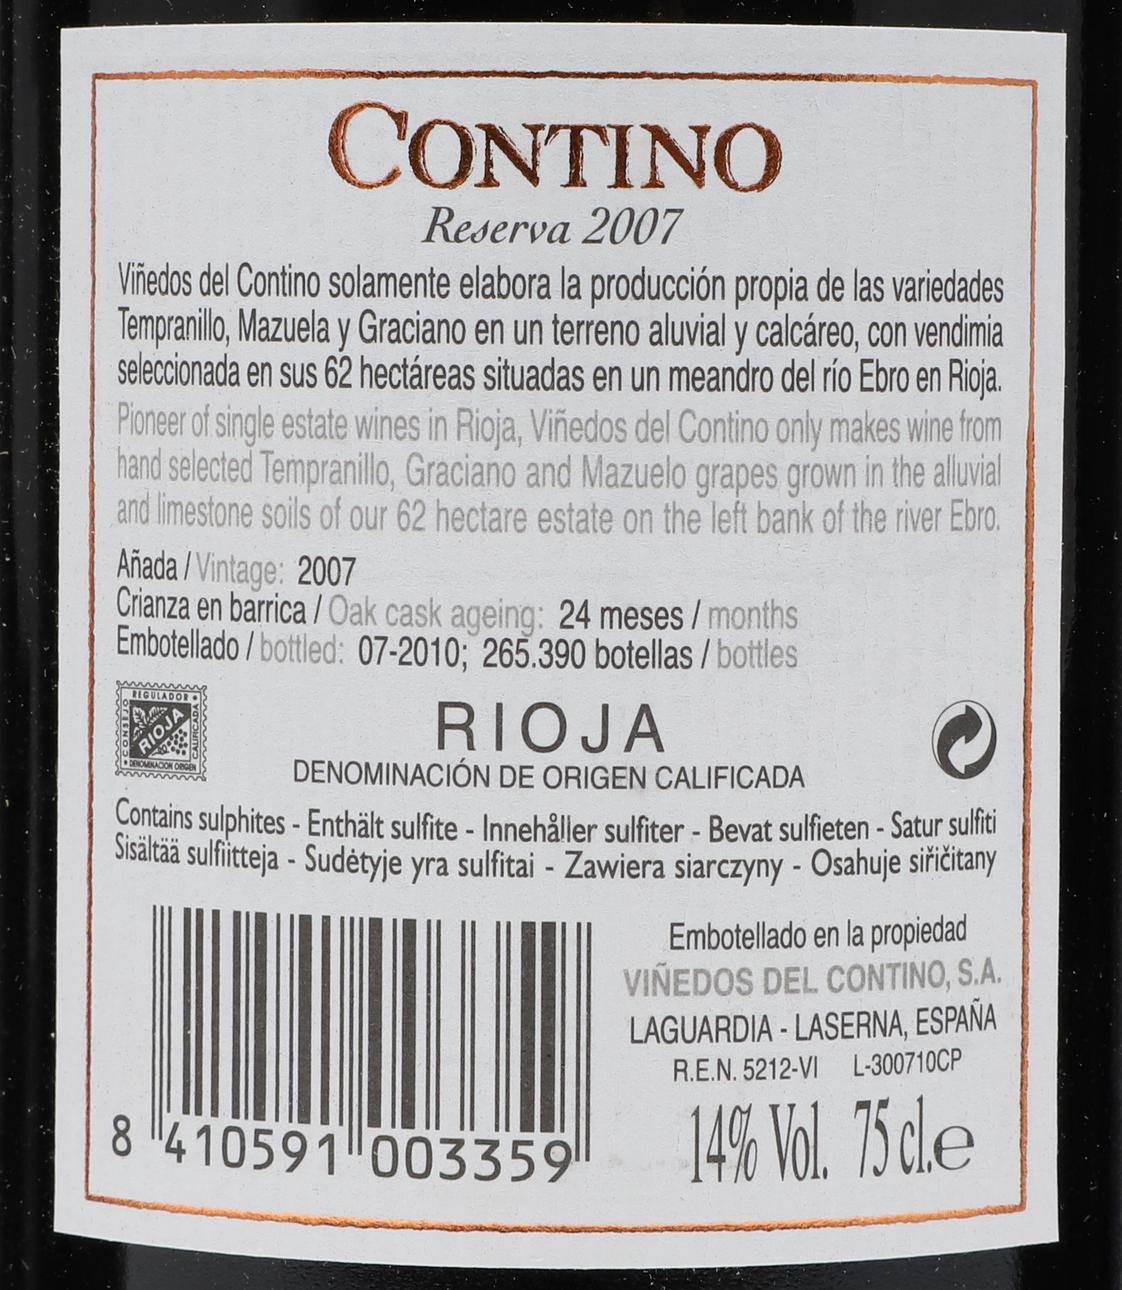 CONTINO
Reserva 2007
Viñedos del Contino solamente elabora la producción propia de las variedades
Tempranillo, Mazuela y Graciano en un terreno aluvial y calcáreo, con vendimia
seleccionada en sus 62 hectáreas situadas en un meandro del río Ebro en Rioja.
Pioneer of single estate wines in Rioja, Viñedos del Contino only makes wine from
hand selected Tempranillo, Graciano and Mazuelo grapes grown in the alluvial
and limestone soils of our 62 hectare estate on the left bank of the river Ebro.
Añada / Vintage: 2007
Crianza en barrica / Oak cask ageing: 24 meses / months
Embotellado / bottled: 07-2010; 265.390 botellas / bottles
CONSEJO REGULADOR
RIOJA
DENOMINACION ORIGEN CALIFICADA
RIOJA
DENOMINACIÓN DE ORIGEN CALIFICADA
Contains sulphites - Enthält sulfite - Innehåller sulfiter - Bevat sulfieten - Satur sulfiti
Sisältää sulfiitteja - Sudėtyje yra sulfitai - Zawiera siarczyny - Osahuje siřičitany
Embotellado en la propiedad
VIÑEDOS DEL CONTINO, S.A.
LAGUARDIA - LASERNA, ESPAÑA
R.E.N. 5212-VI L-300710CP
14% Vol. 75 cl.e
8 410591 003359